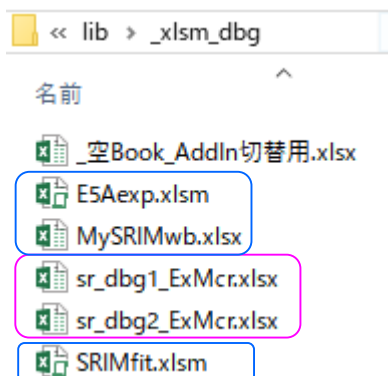 « lib > _xlsm_dbg
名前
_空Book_AddIn切替用.xlsx
E5Aexp.xlsm
MySRIMwb.xlsx
sr_dbg1_ExMcr.xlsx
sr_dbg2_ExMcr.xlsx
SRIMfit.xlsm